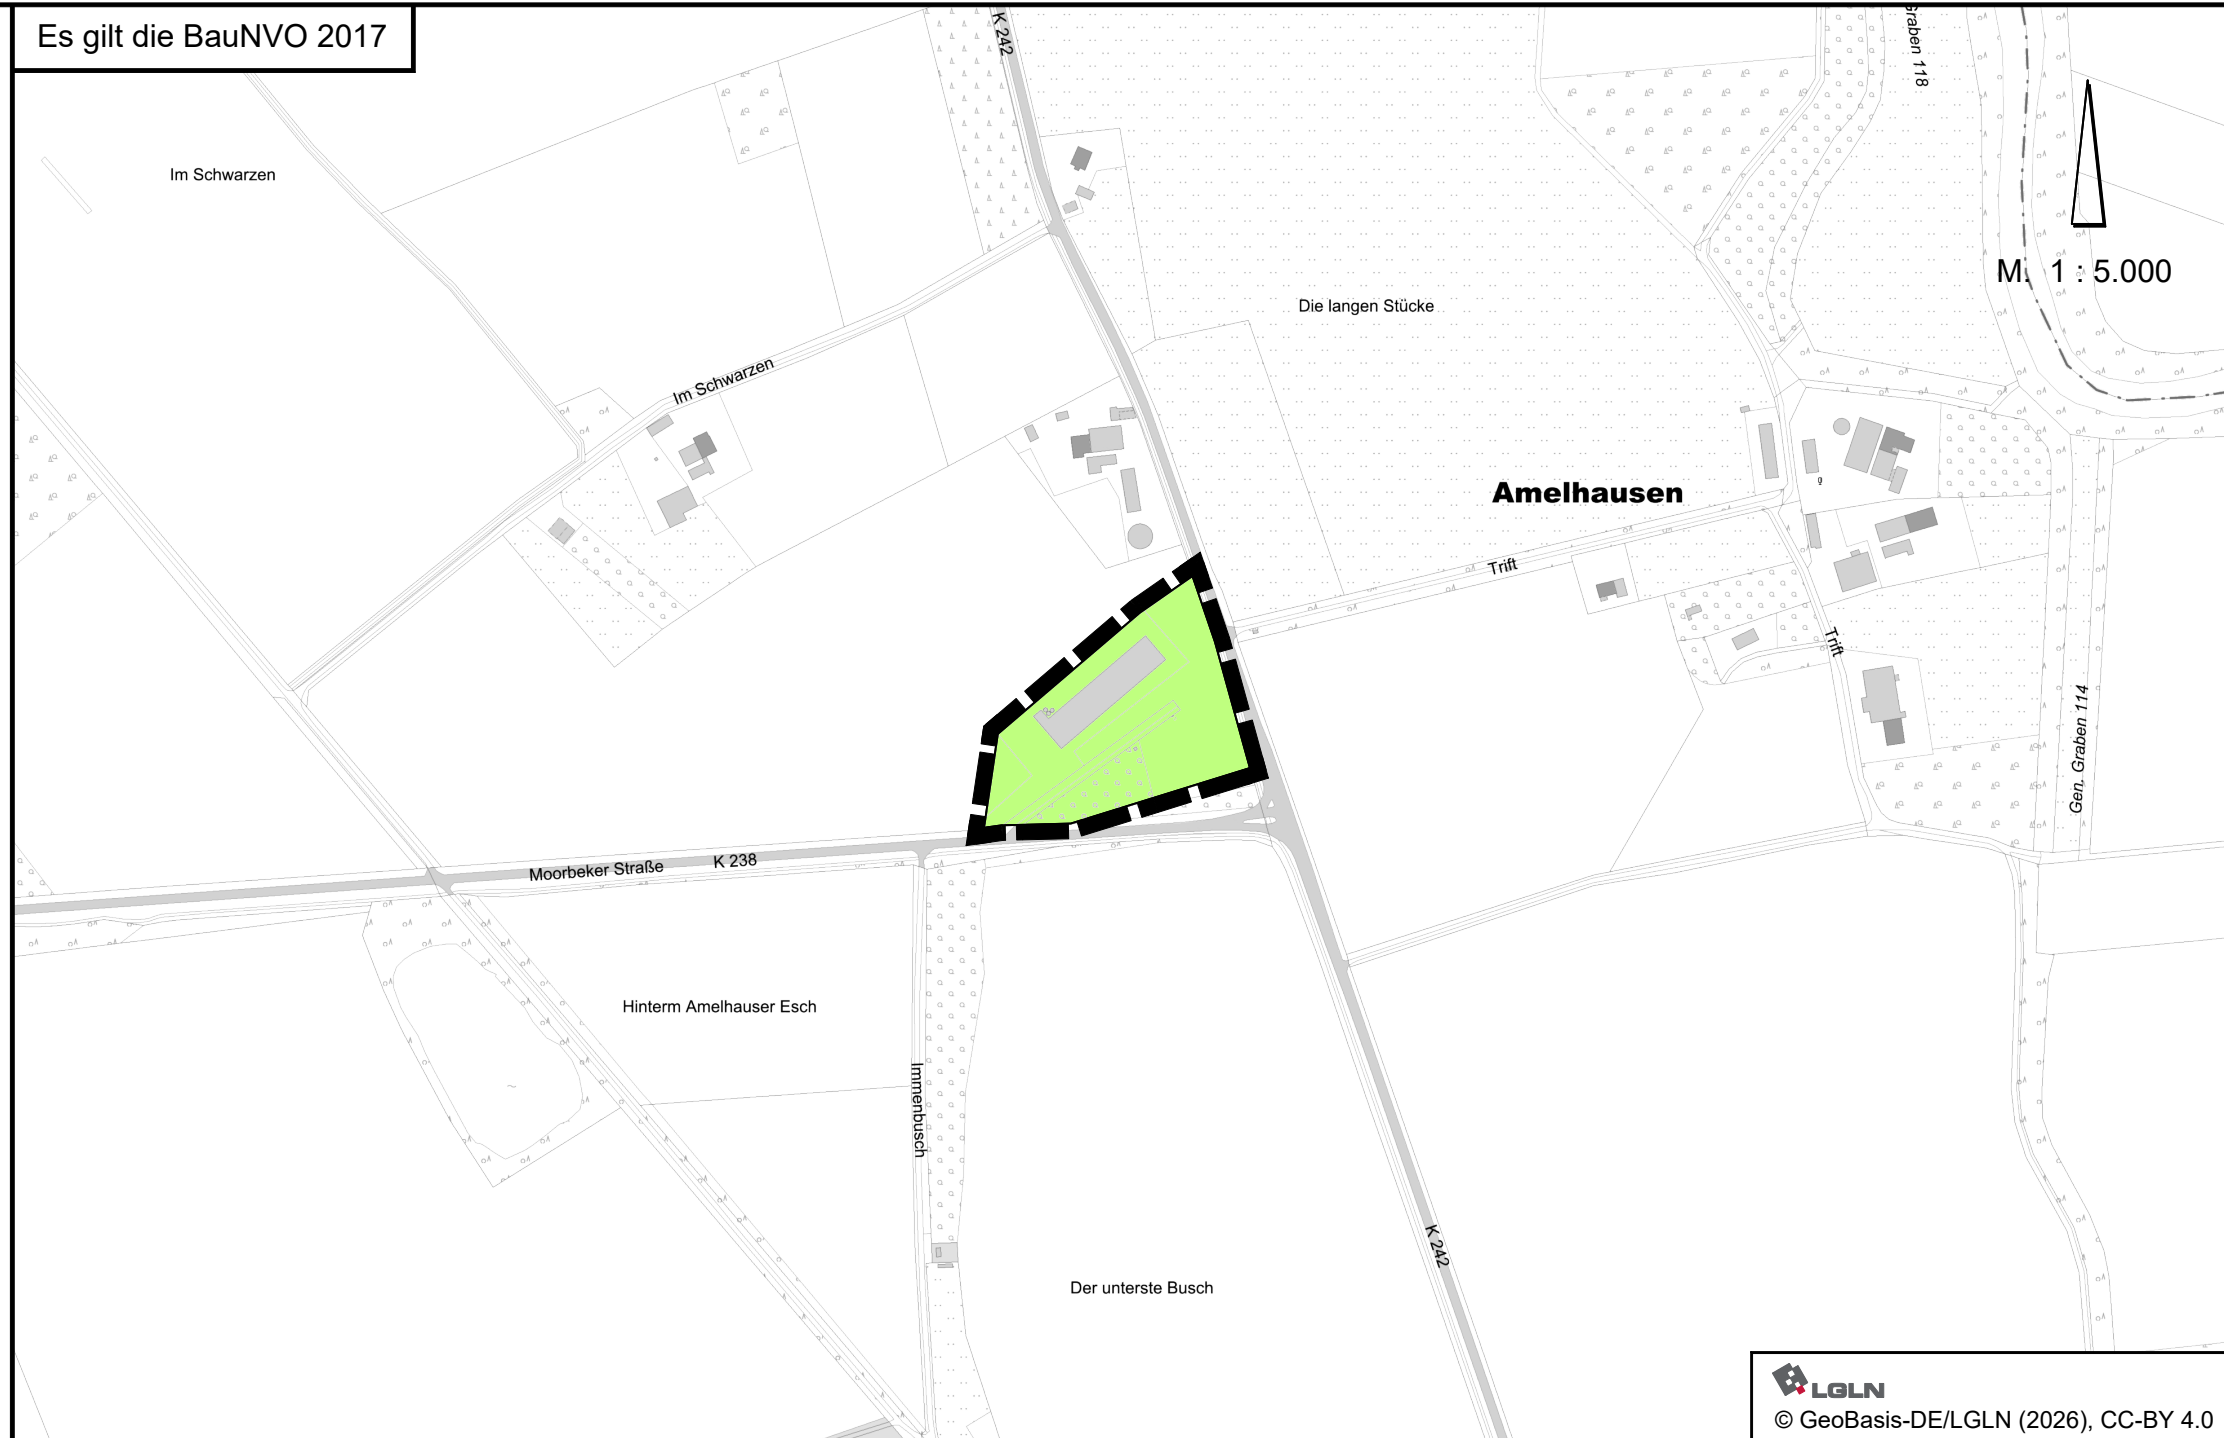 Es gilt die BauNVO 2017
K 242
Graben 118
Im Schwarzen
M. 1 : 5.000
Die langen Stücke
Im Schwarzen
Amelhausen
Trift
Trift
Gen. Graben 114
Moorbeker Straße
K 238
Hinterm Amelhauser Esch
Immenbusch
K 242
Der unterste Busch
LGLN
© GeoBasis-DE/LGLN (2026), CC-BY 4.0